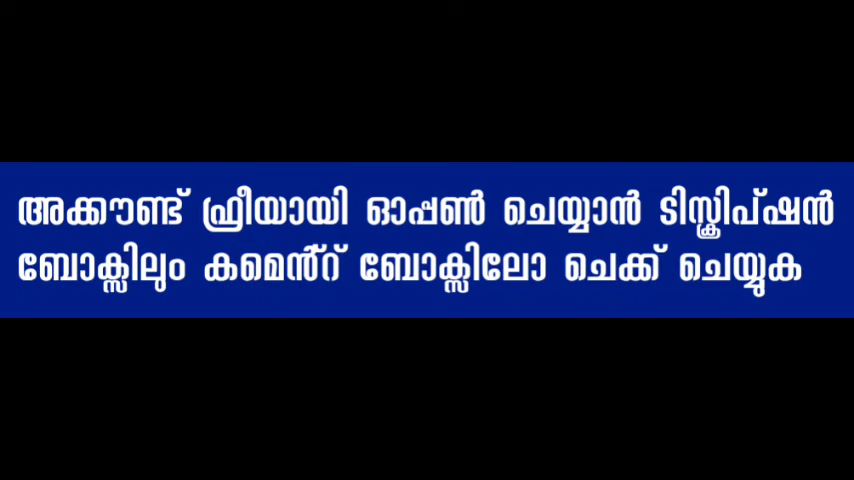 അക്കൗണ്ട് ഫ്രീയായി ഓപ്പൺ ചെയ്യാൻ ടിസ്ക്രിപ്ഷൻ
ബോക്സിലും കമെൻ്റ് ബോക്സിലോ ചെക്ക് ചെയ്യുക